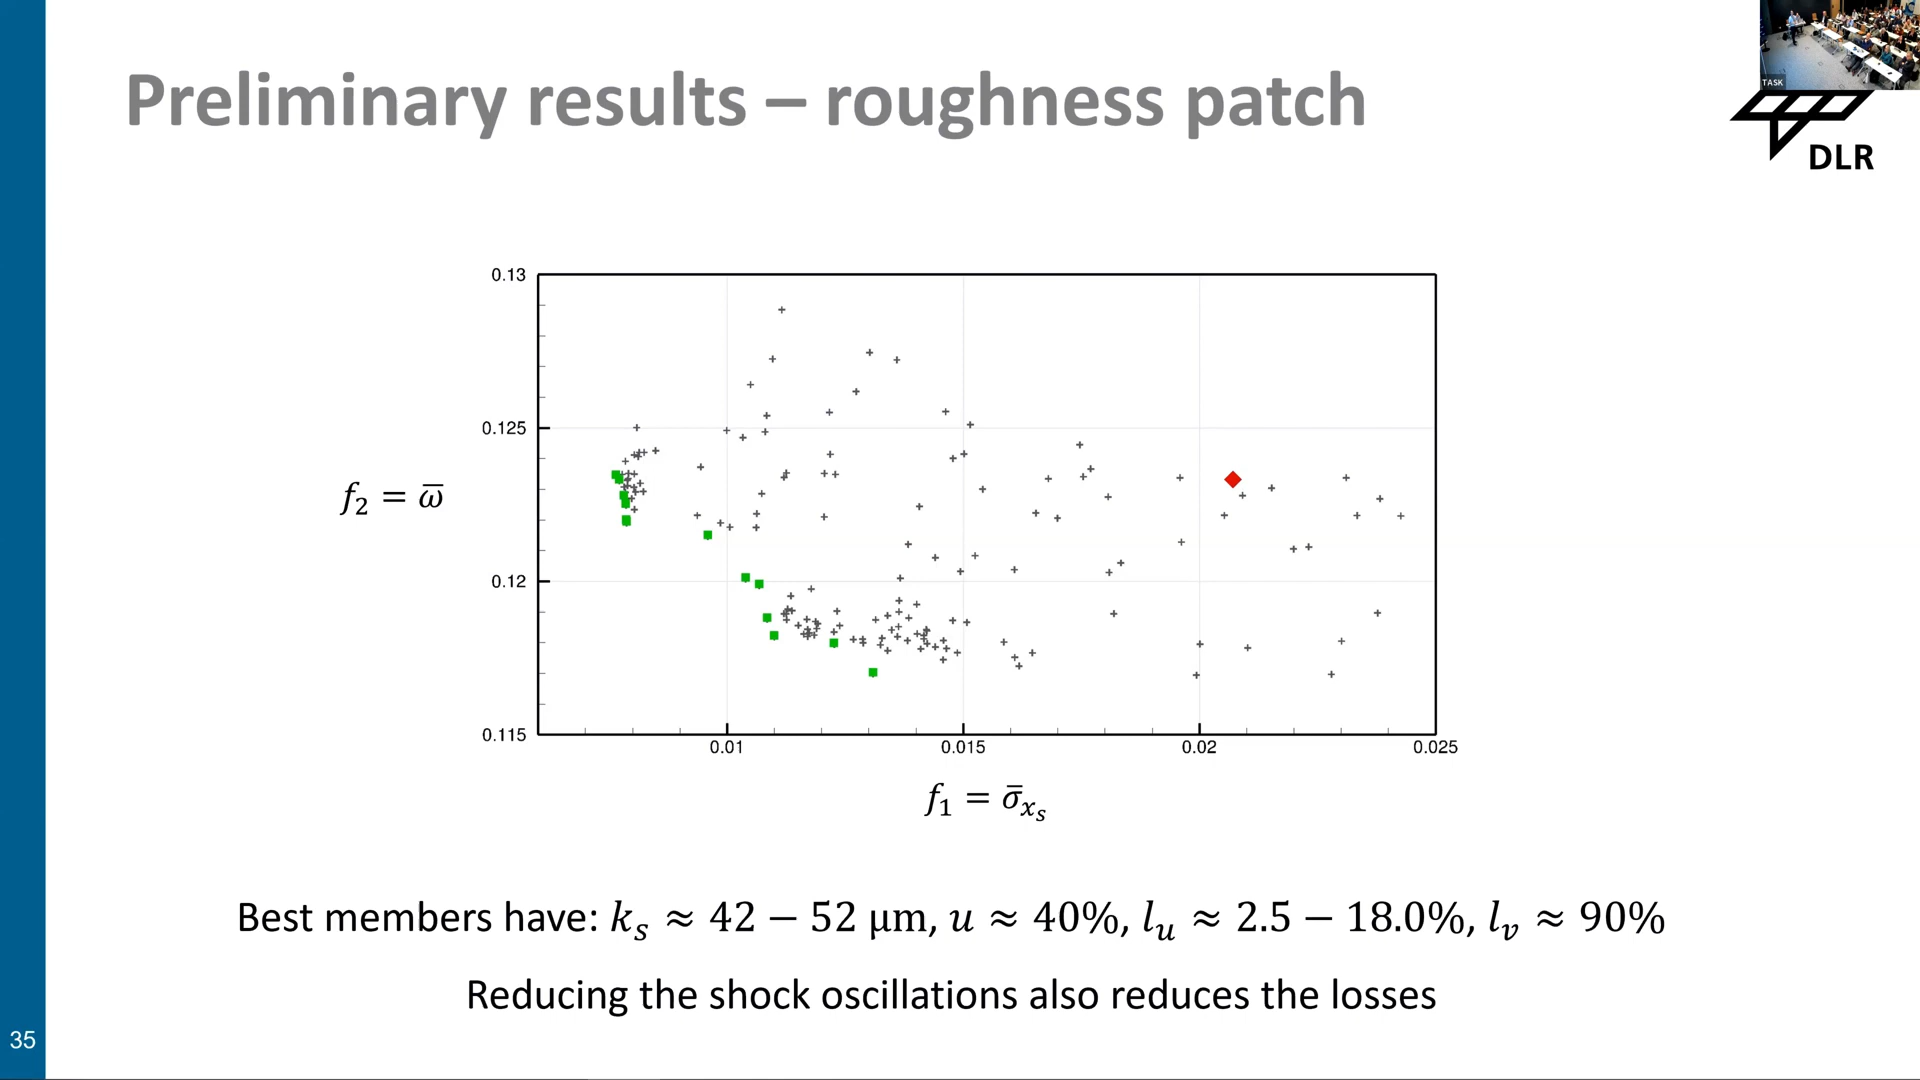 TASK
Preliminary results – roughness patch
DLR
0.13
0.125
0.12
0.115
f₂ = ω̅
0.01 0.015 0.02 0.025
f₁ = σ̅ₓₛ
Best members have: kₛ ≈ 42 − 52 μm, u ≈ 40%, lᵤ ≈ 2.5 − 18.0%, lᵥ ≈ 90%
Reducing the shock oscillations also reduces the losses
35